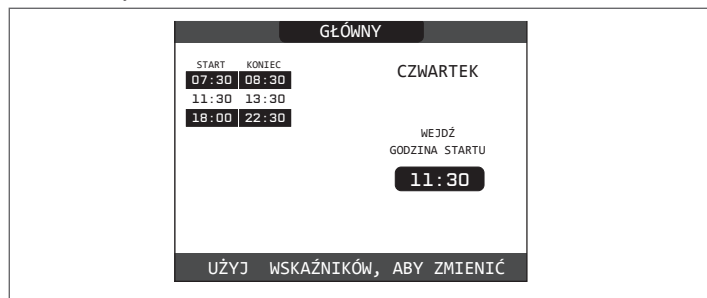 GŁÓWNY
START KONIEC
07:30 08:30
11:30 13:30
18:00 22:30
CZWARTEK
WEJDŹ
GODZINA STARTU
11:30
UŻYJ WSKAŹNIKÓW, ABY ZMIENIĆ